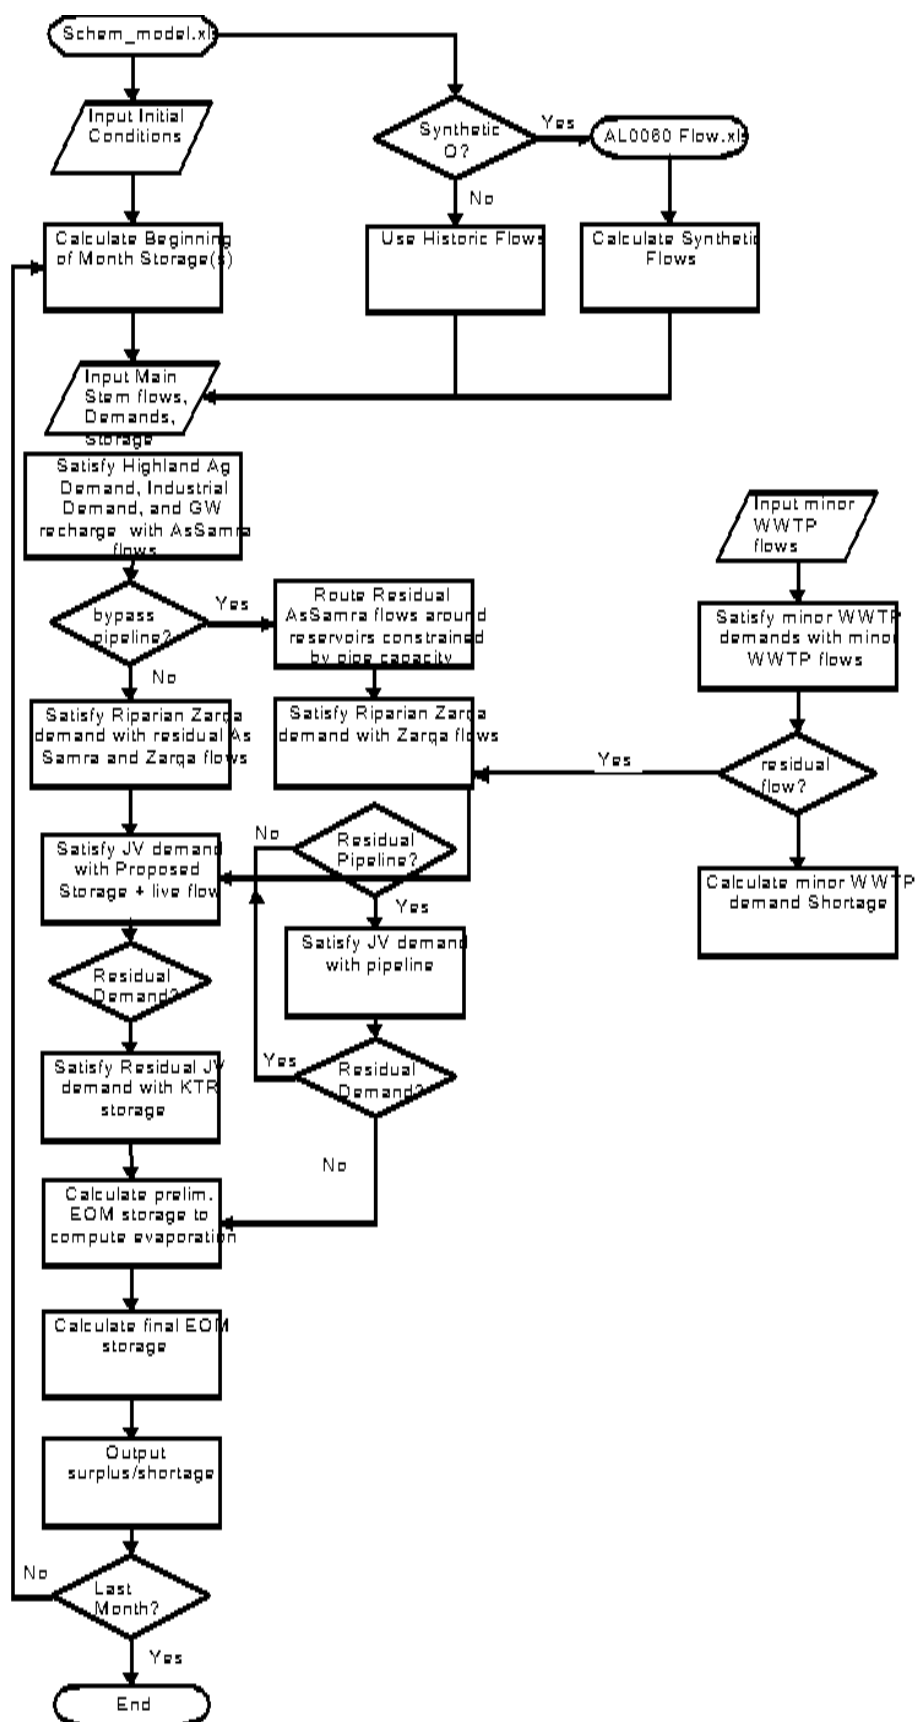 Schem_model.xls
Input Initial
Conditions
Synthetic
Q?
Yes
AL0060 Flow.xls
No
Calculate Beginning
of Month Storage(s)
Use Historic Flows
Calculate Synthetic
Flows
Input Main
Stem flows,
Demands,
Storage
Satisfy Highland Ag
Demand, Industrial
Demand, and GW
recharge with AsSamra
flows
Input minor
WWTP
flows
bypass
pipeline?
Yes
No
Route Residual
AsSamra flows around
reservoirs constrained
by pipe capacity
Satisfy minor WWTP
demands with minor
WWTP flows
Satisfy Riparian Zarqa
demand with residual As
Samra and Zarqa flows
Satisfy Riparian Zarqa
demand with Zarqa flows
Yes
residual
flow?
Satisfy JV demand
with Proposed
Storage + live flow
No
Residual
Pipeline?
Yes
Calculate minor WWTP
demand Shortage
Satisfy JV demand
with pipeline
Residual
Demand?
Satisfy Residual JV
demand with KTR
storage
Yes
Residual
Demand?
No
Calculate prelim.
EOM storage to
compute evaporation
Calculate final EOM
storage
Output
surplus/shortage
No
Last
Month?
Yes
End